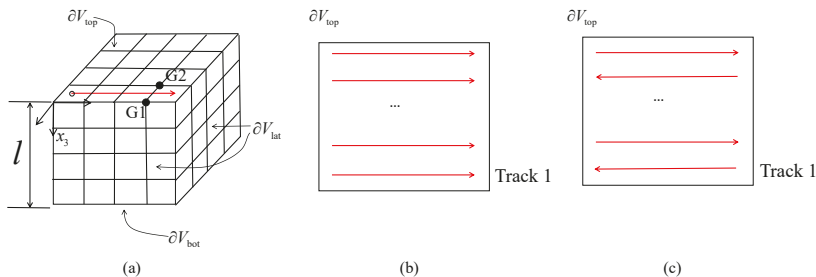 ∂V_top
G2
G1
x_3
l
∂V_lat
∂V_bot
(a)
∂V_top
...
Track 1
(b)
∂V_top
...
Track 1
(c)